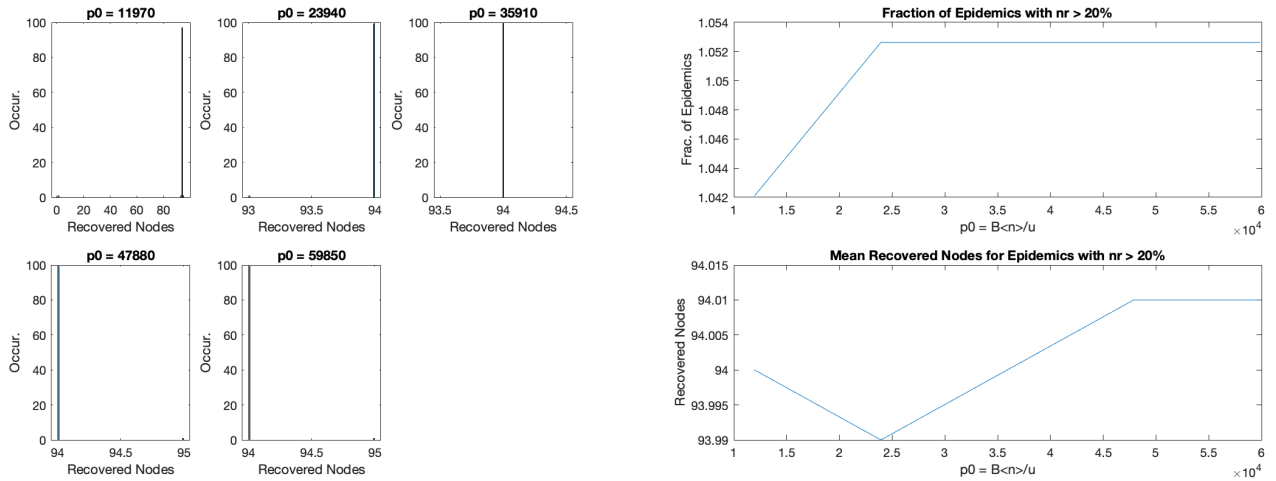 p0 = 11970
100
80
60
40
20
0
Occur.
0 20 40 60 80
Recovered Nodes
p0 = 23940
100
80
60
40
20
0
Occur.
93 93.5 94
Recovered Nodes
p0 = 35910
100
80
60
40
20
0
Occur.
93.5 94 94.5
Recovered Nodes
Fraction of Epidemics with nr > 20%
1.054
1.052
1.05
1.048
1.046
1.044
1.042
Frac. of Epidemics
1 1.5 2 2.5 3 3.5 4 4.5 5 5.5 6
p0 = B<n>/u
×10^4
p0 = 47880
100
80
60
40
20
0
Occur.
94 94.5 95
Recovered Nodes
p0 = 59850
100
80
60
40
20
0
Occur.
94 94.5 95
Recovered Nodes
Mean Recovered Nodes for Epidemics with nr > 20%
94.015
94.01
94.005
94
93.995
93.99
Recovered Nodes
1 1.5 2 2.5 3 3.5 4 4.5 5 5.5 6
p0 = B<n>/u
×10^4